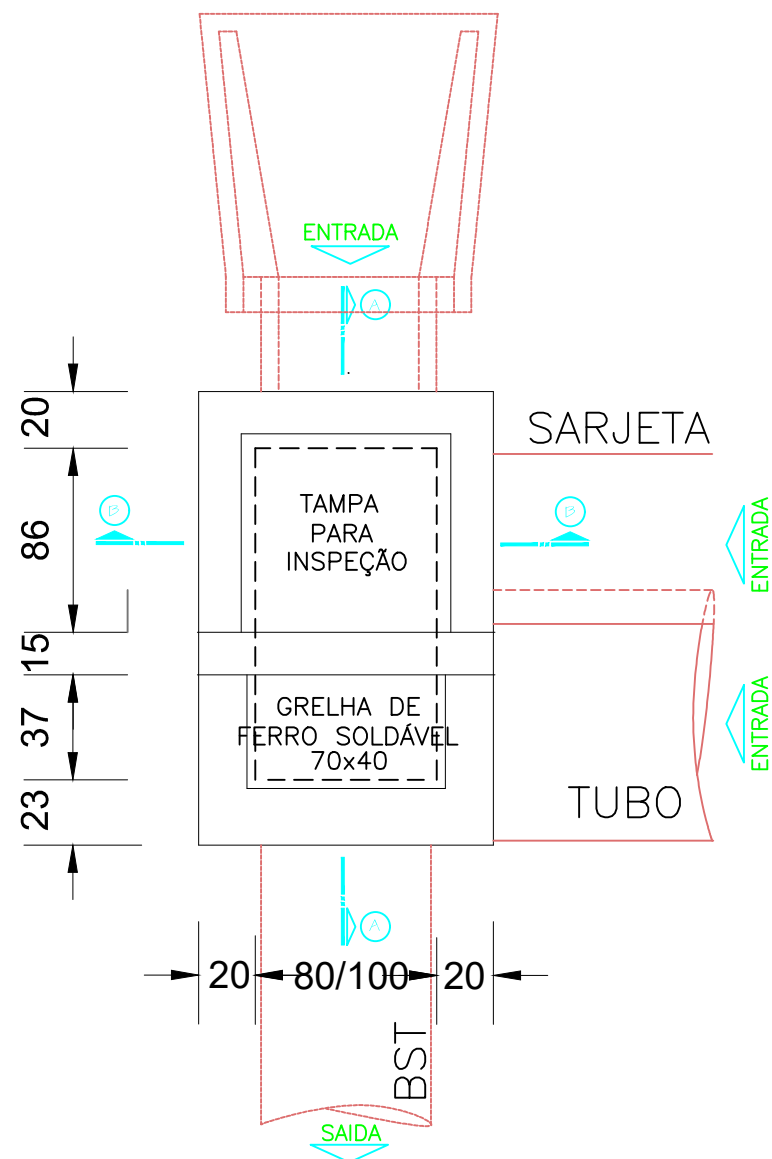 ENTRADA
A
20
SARJETA
TAMPA
PARA
INSPEÇÃO
B
B
86
ENTRADA
15
GRELHA DE
FERRO SOLDÁVEL
70x40
37
ENTRADA
TUBO
23
A
20
80/100
20
BST
SAIDA